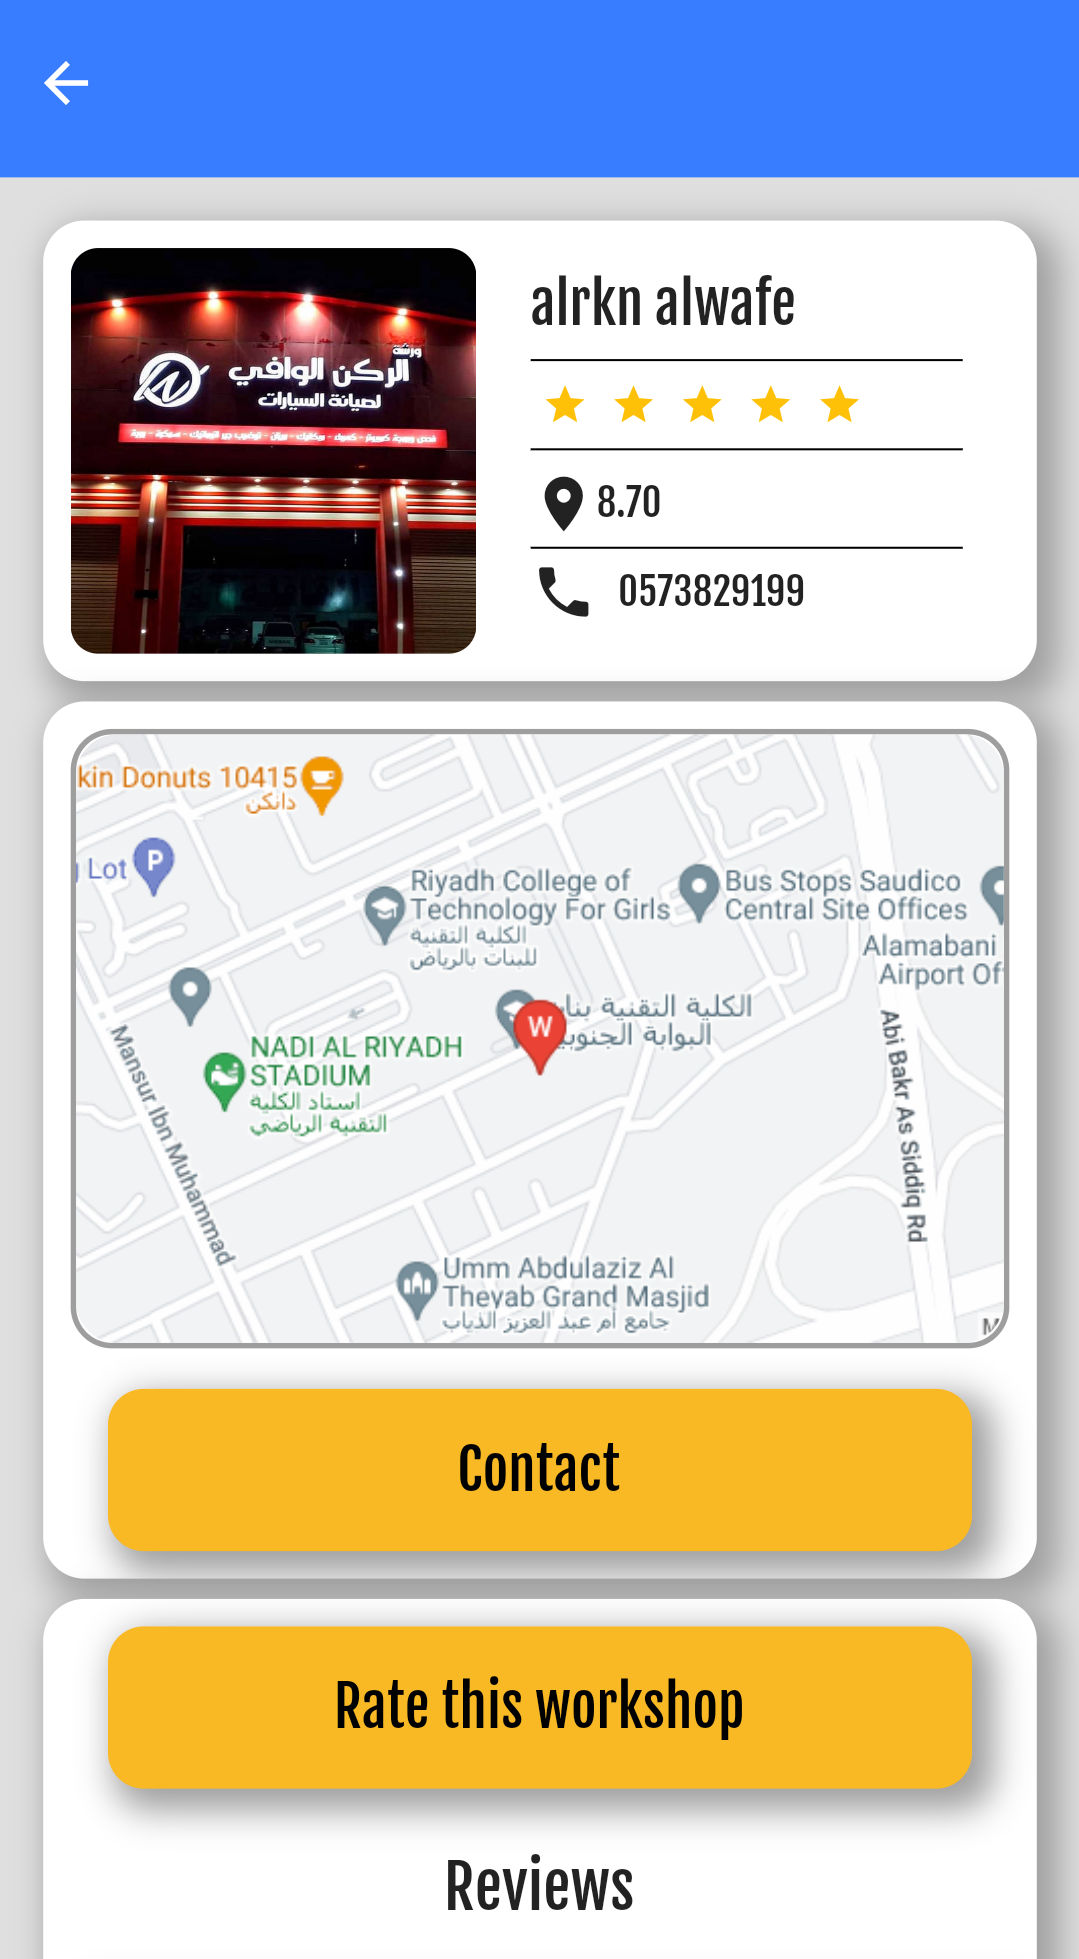 alrkn alwafe
ورشة
الركن الوافي
لصيانة السيارات
8.70
0573829199
kin Donuts 10415
دانكن
Lot
P
Riyadh College of
Technology For Girls
الكلية التقنية
للبنات بالرياض
Bus Stops Saudico
Central Site Offices
Alamabani
Airport Of
الكلية التقنية بنات
البوابة الجنوبية
W
NADI AL RIYADH
STADIUM
استاد الكلية
التقنية الرياضي
Mansur Ibn Muhammad
Abi Bakr As Siddiq Rd
Umm Abdulaziz Al
Theyab Grand Masjid
جامع أم عبد العزيز الذياب
M
Contact
Rate this workshop
Reviews